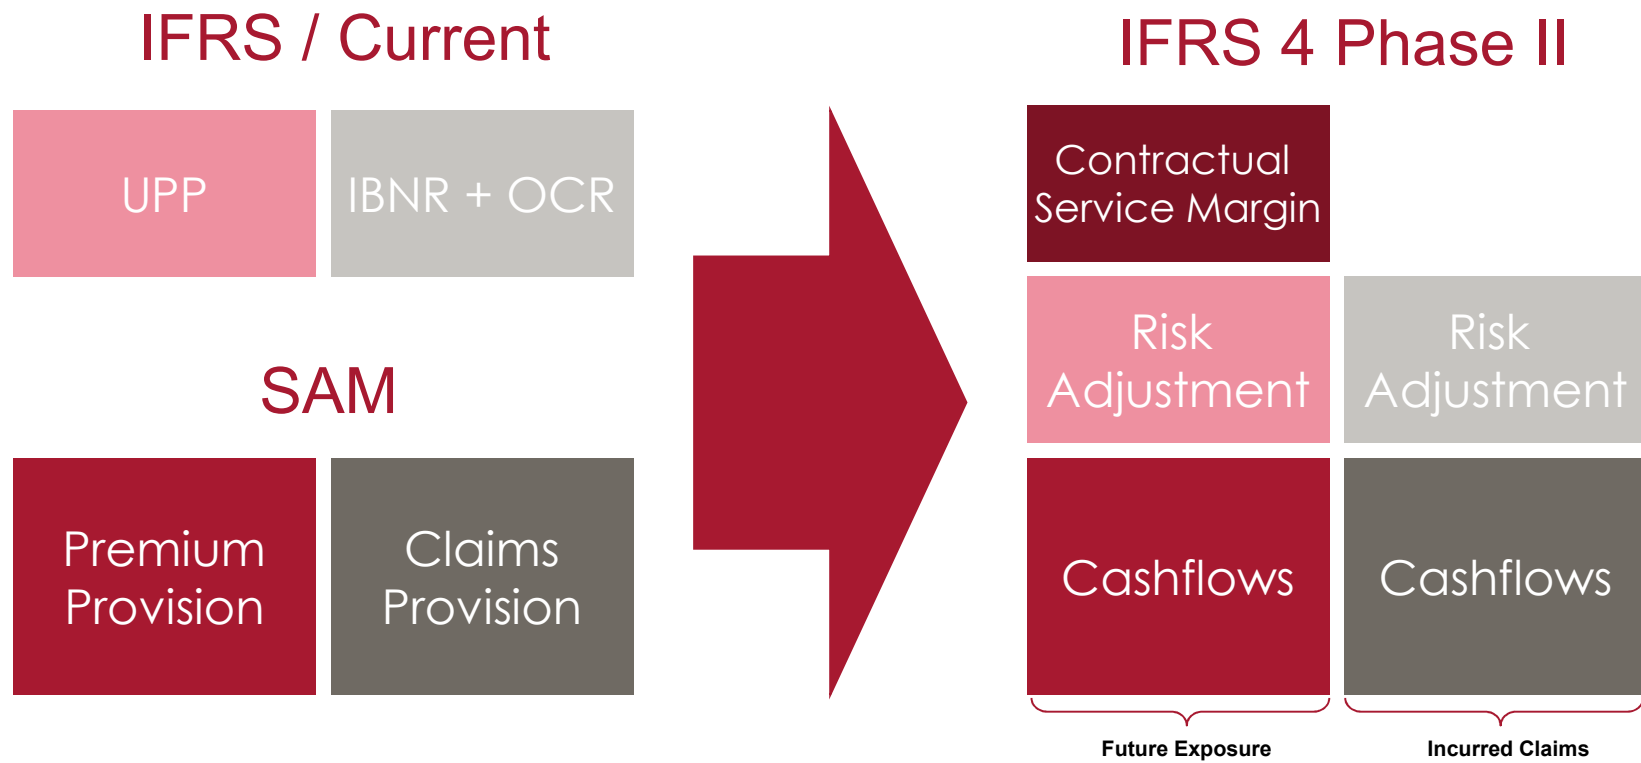 IFRS / Current
UPP
IBNR + OCR
SAM
Premium
Provision
Claims
Provision
IFRS 4 Phase II
Contractual
Service Margin
Risk
Adjustment
Risk
Adjustment
Cashflows
Cashflows
Future Exposure
Incurred Claims